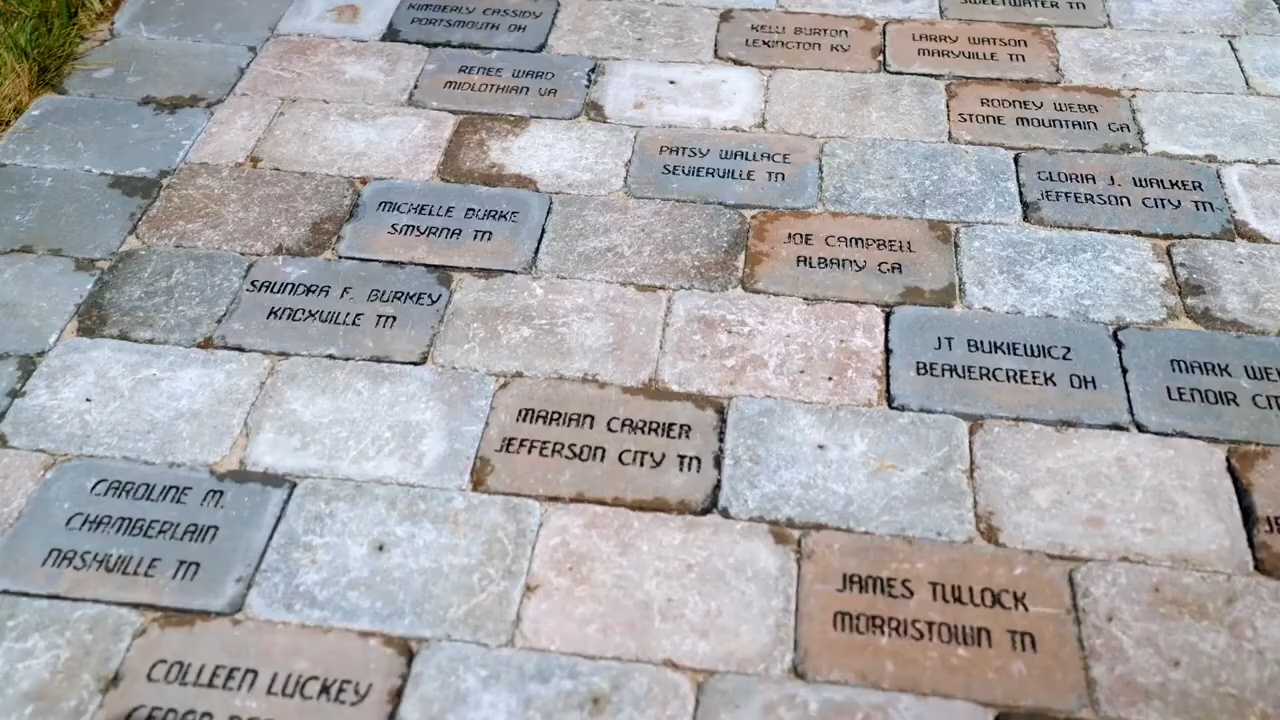 KIMBERLY CASSIDY
PORTSMOUTH OH
SWEETWATER TN
KELLI BURTON
LEXINGTON KY
LARRY WATSON
MARYVILLE TN
RENEE WARD
MIDLOTHIAN VA
RODNEY WEBB
STONE MOUNTAIN GA
PATSY WALLACE
SEVIERVILLE TN
GLORIA J. WALKER
JEFFERSON CITY TN
MICHELLE BURKE
SMYRNA TN
JOE CAMPBELL
ALBANY GA
SAUNDRA F. BURKEY
KNOXVILLE TN
JT BUKIEWICZ
BEAVERCREEK OH
MARK
LENOIR
MARIAN CARRIER
JEFFERSON CITY TN
CAROLINE M.
CHAMBERLAIN
NASHVILLE TN
JAMES TULLOCK
MORRISTOWN TN
COLLEEN LUCKEY